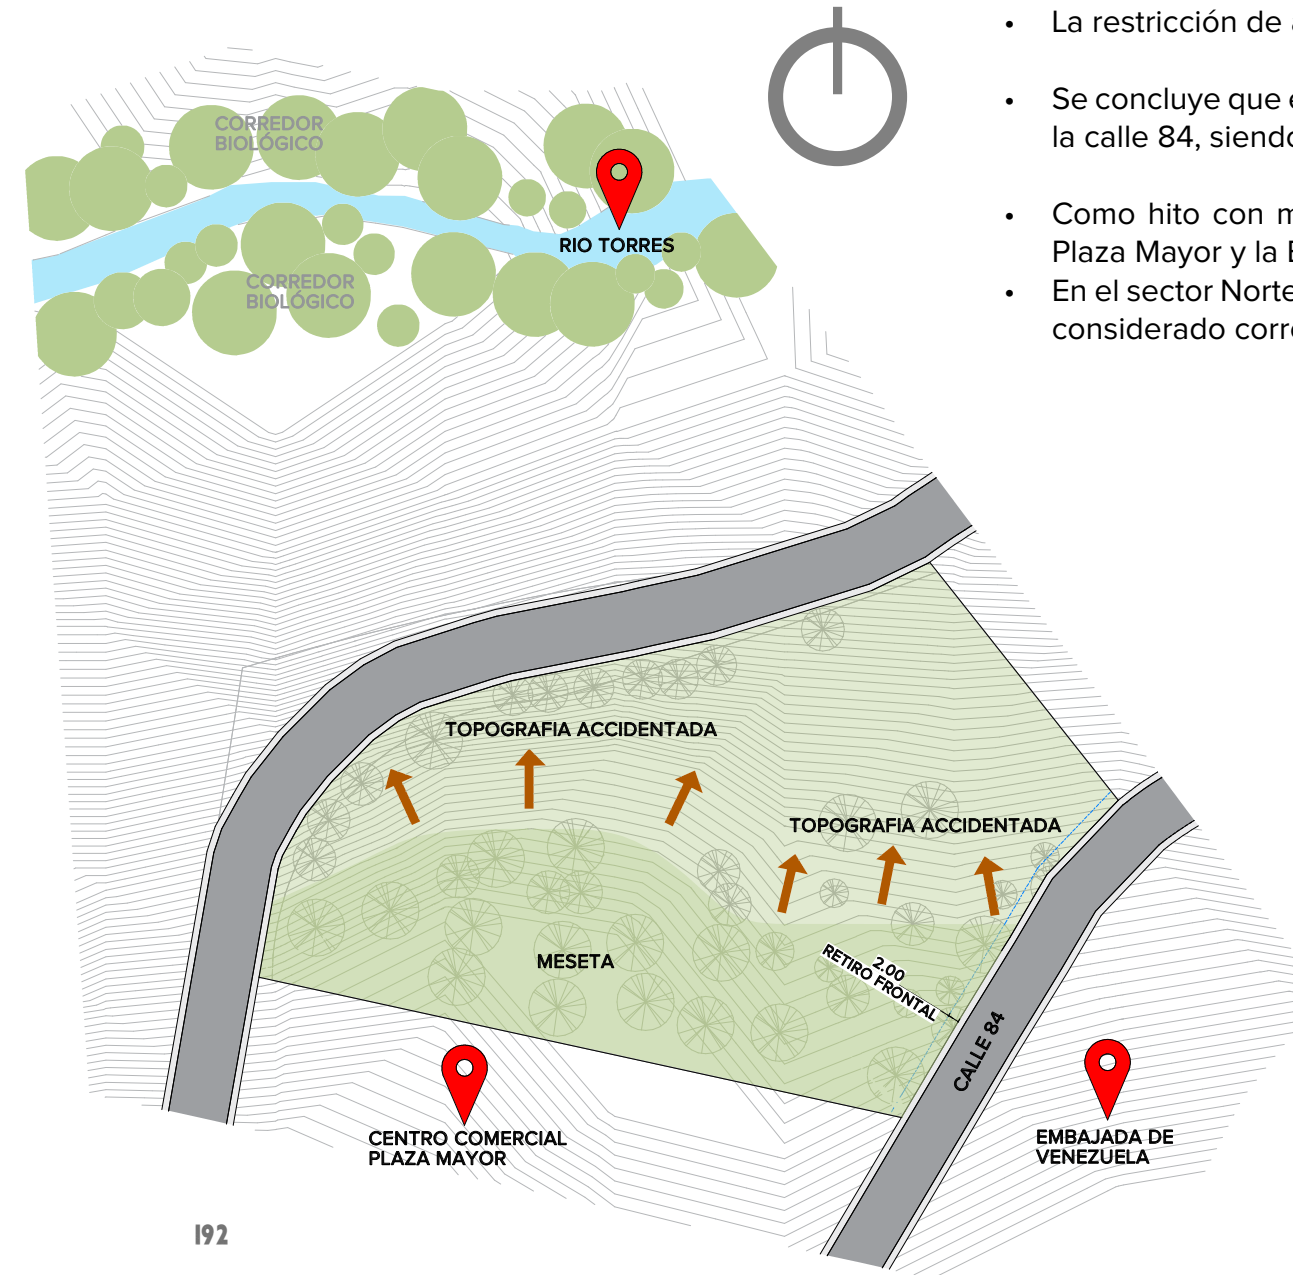 • La restricción de
• Se concluye que
la calle 84, siendo
• Como hito con
Plaza Mayor y la
• En el sector Norte
considerado
CORREDOR
BIOLÓGICO
RIO TORRES
CORREDOR
BIOLÓGICO
TOPOGRAFIA ACCIDENTADA
TOPOGRAFIA ACCIDENTADA
MESETA
2.00
RETIRO FRONTAL
CALLE 84
CENTRO COMERCIAL
PLAZA MAYOR
EMBAJADA DE
VENEZUELA
192